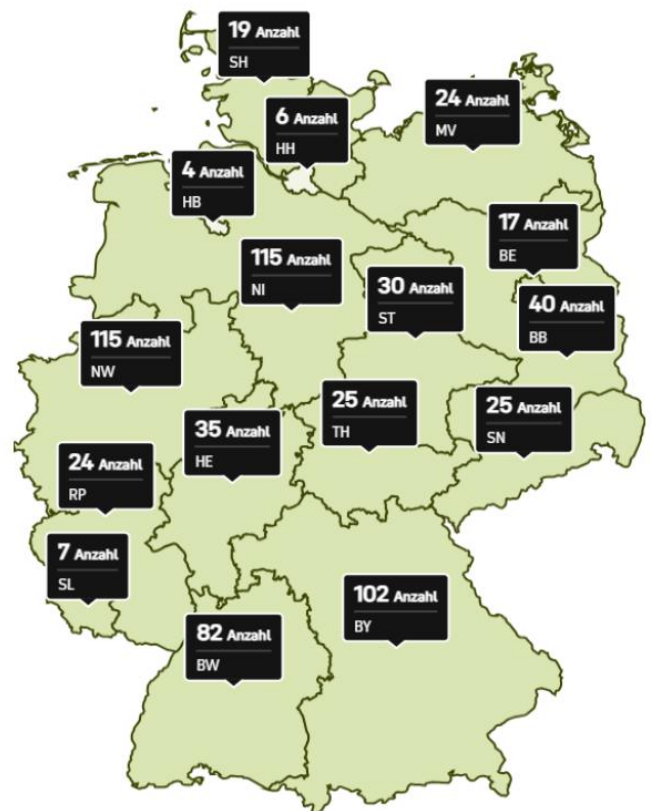 19 Anzahl
SH
6 Anzahl
HH
24 Anzahl
MV
4 Anzahl
HB
17 Anzahl
BE
115 Anzahl
NI
30 Anzahl
ST
40 Anzahl
BB
115 Anzahl
NW
25 Anzahl
TH
25 Anzahl
SN
35 Anzahl
HE
24 Anzahl
RP
7 Anzahl
SL
102 Anzahl
BY
82 Anzahl
BW